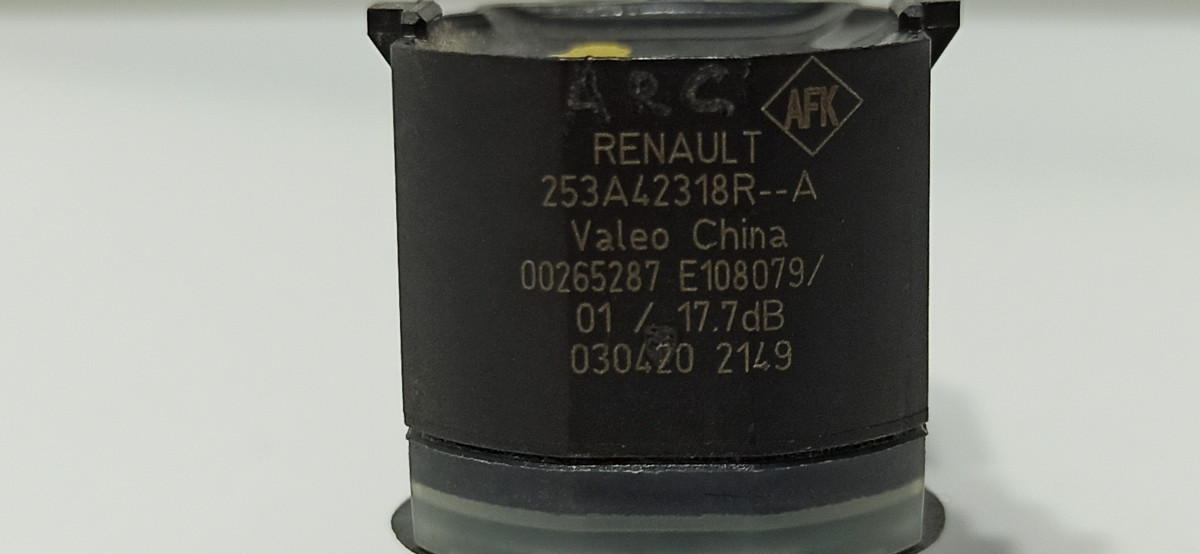 ARC
AFK
RENAULT
253A42318R--A
Valeo China
00265287 E108079/
01 / 17.7dB
030420 2149